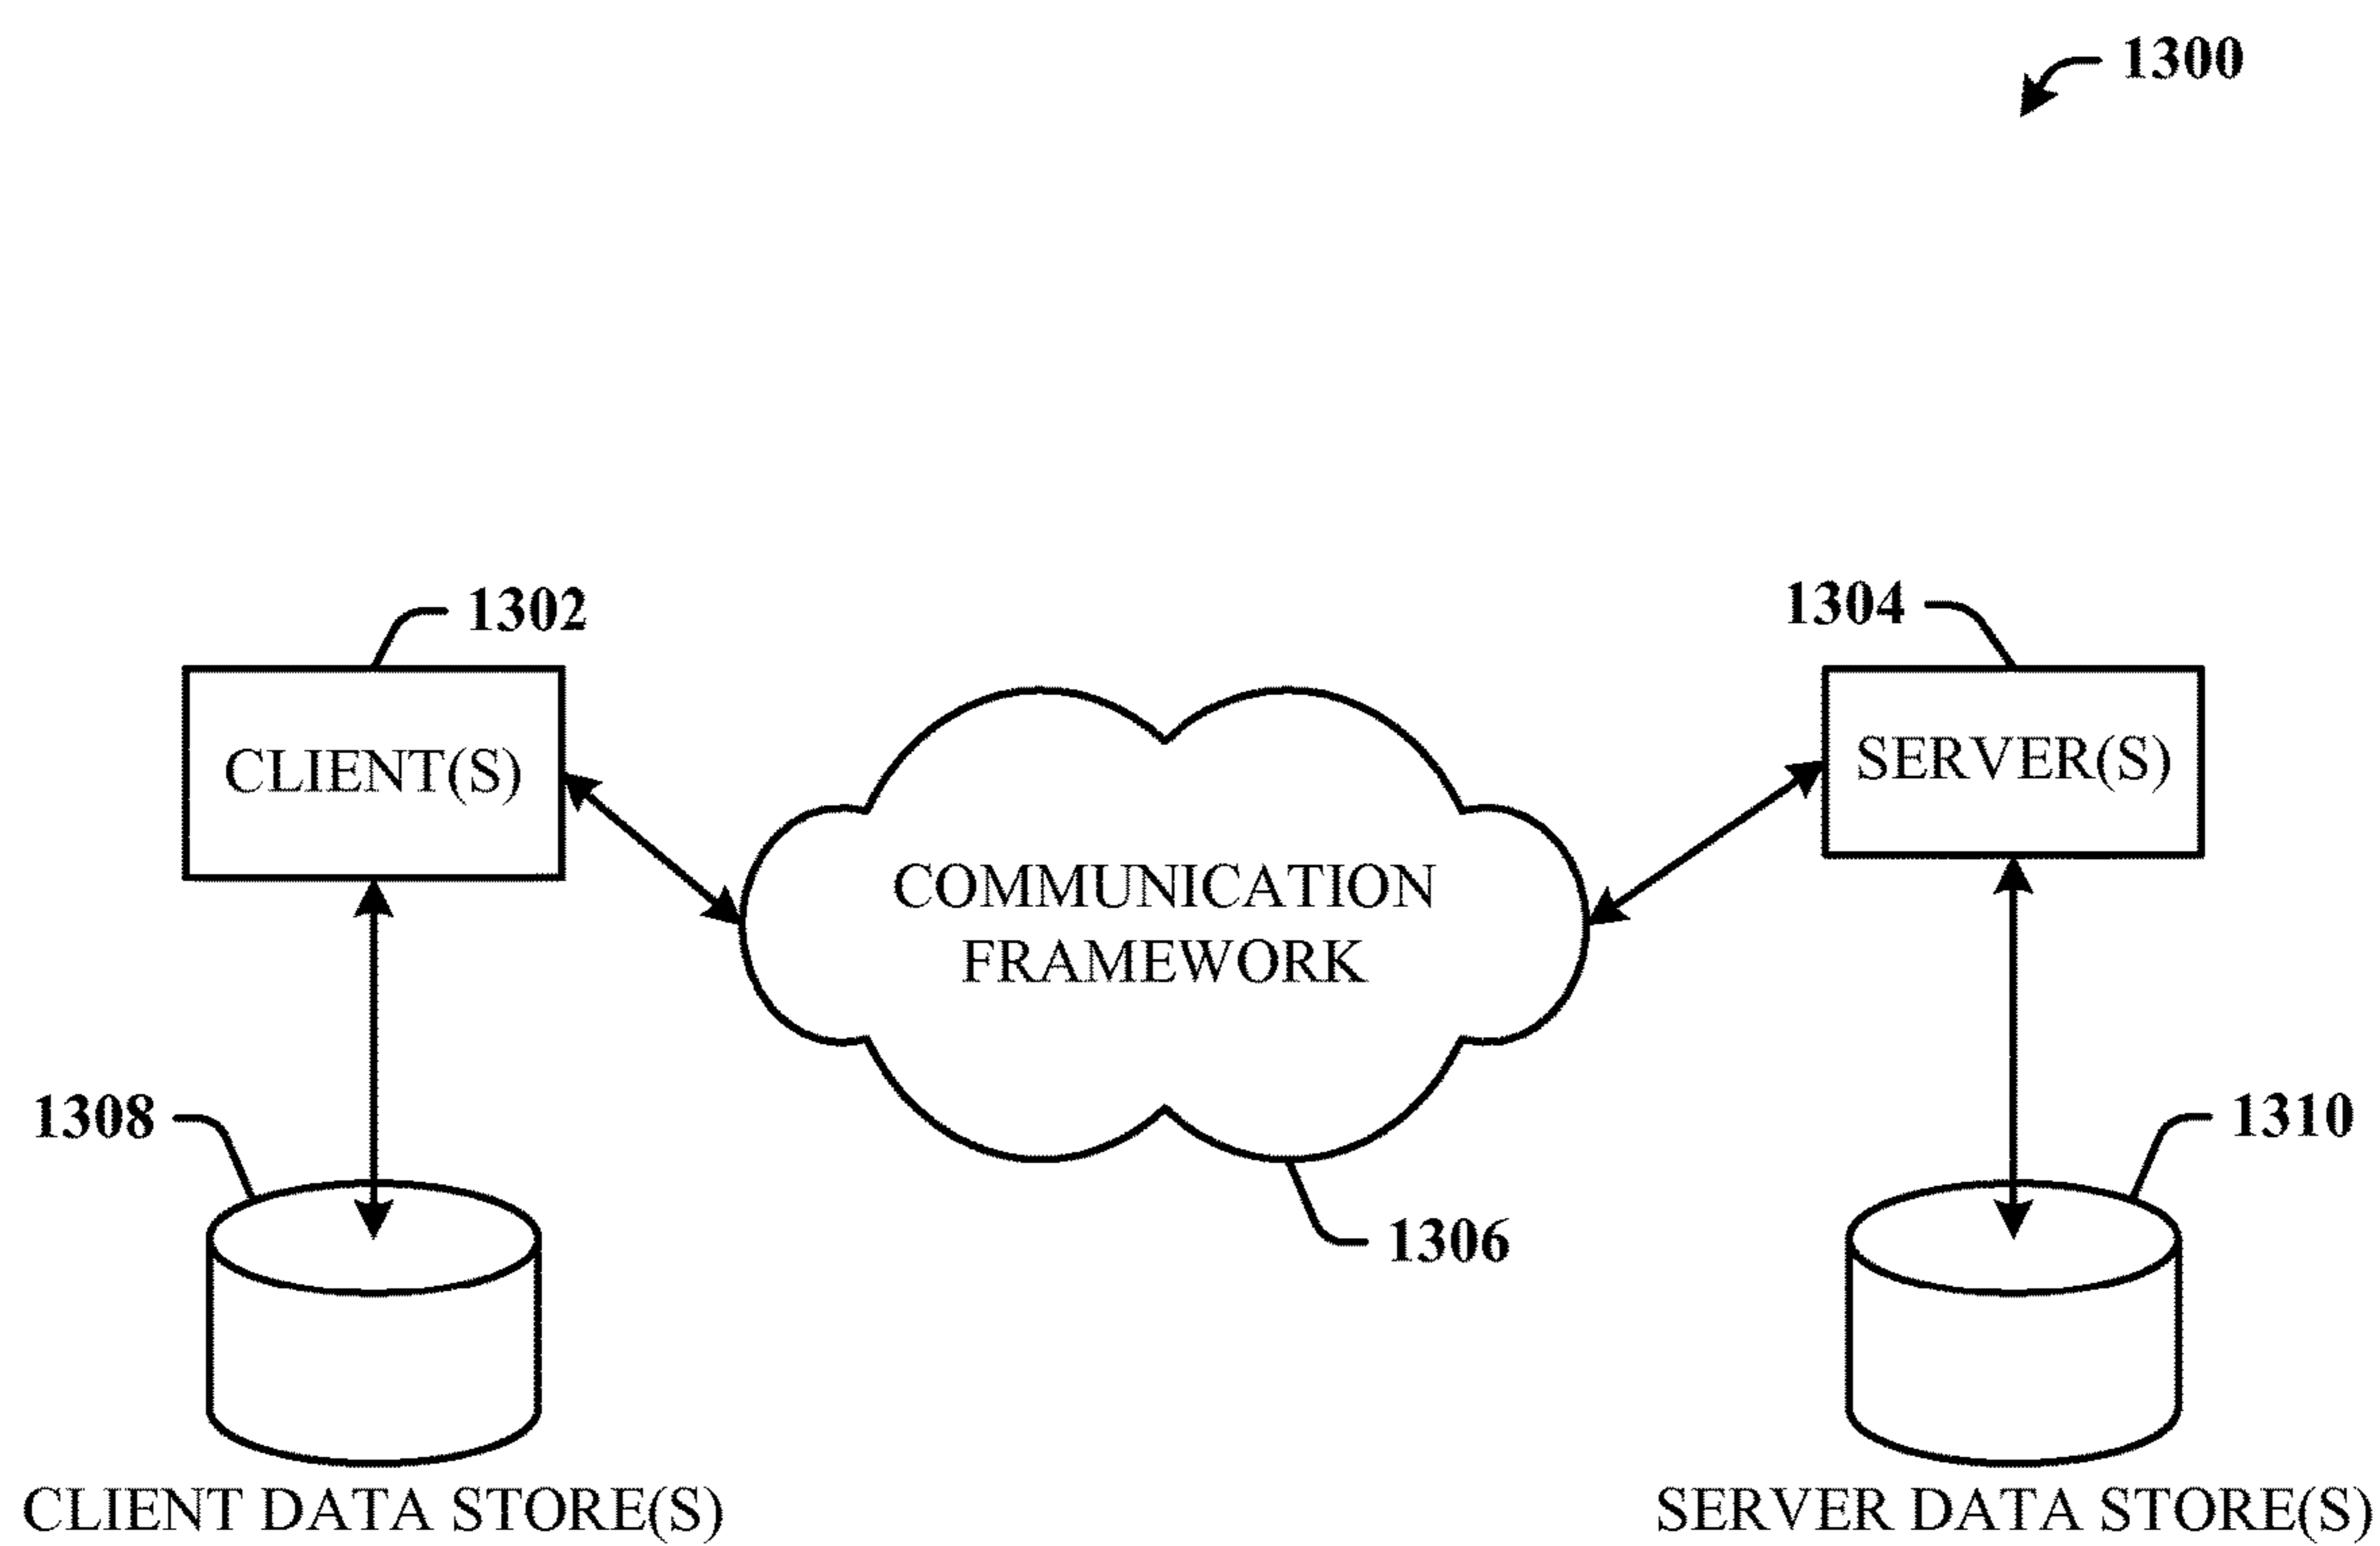 1300
1302
1304
CLIENT(S)
SERVER(S)
COMMUNICATION
FRAMEWORK
1308
1310
1306
CLIENT DATA STORE(S)
SERVER DATA STORE(S)